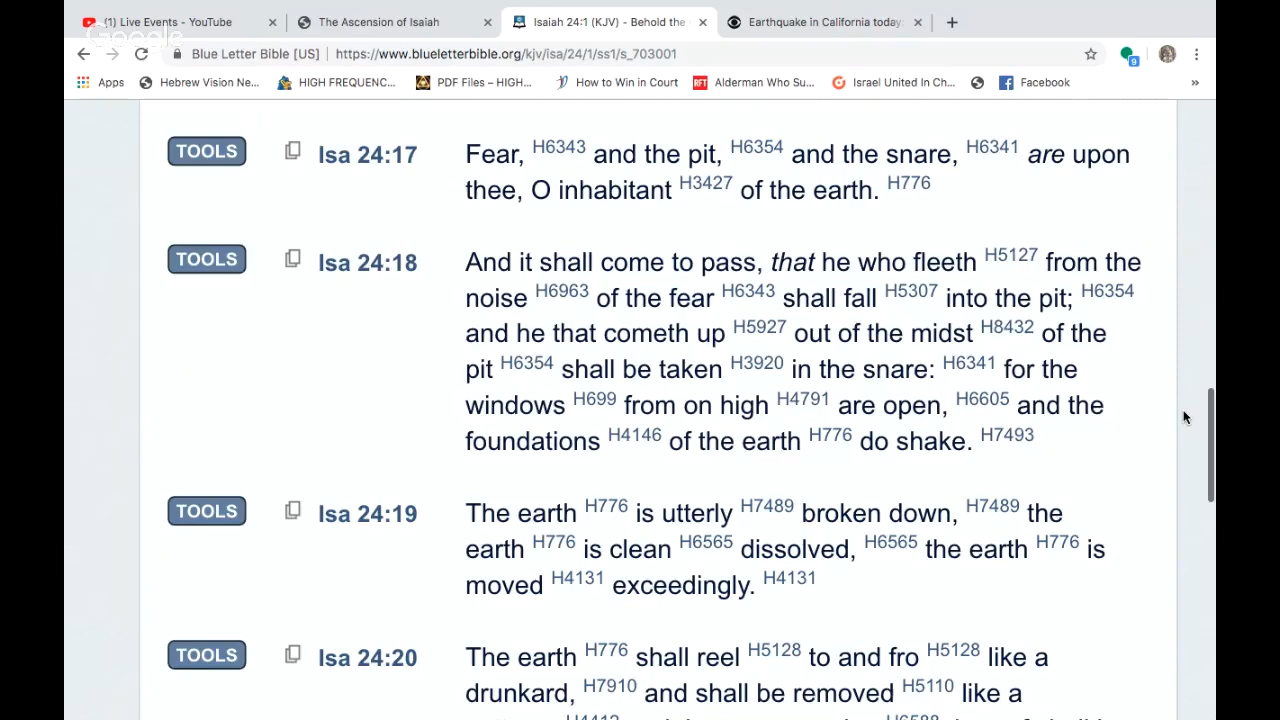 (1) Live Events - YouTube
The Ascension of Isaiah
Isaiah 24:1 (KJV) - Behold the
Earthquake in California today:
Google
Blue Letter Bible [US] | https://www.blueletterbible.org/kjv/isa/24/1/ss1/s_703001
9
Apps Hebrew Vision Ne... HIGH FREQUENC... PDF Files – HIGH... How to Win in Court RFT Alderman Who Su... Israel United In Ch... Facebook »
TOOLS Isa 24:17 Fear, H6343 and the pit, H6354 and the snare, H6341 are upon
thee, O inhabitant H3427 of the earth. H776
TOOLS Isa 24:18 And it shall come to pass, that he who fleeth H5127 from the
noise H6963 of the fear H6343 shall fall H5307 into the pit; H6354
and he that cometh up H5927 out of the midst H8432 of the
pit H6354 shall be taken H3920 in the snare: H6341 for the
windows H699 from on high H4791 are open, H6605 and the
foundations H4146 of the earth H776 do shake. H7493
TOOLS Isa 24:19 The earth H776 is utterly H7489 broken down, H7489 the
earth H776 is clean H6565 dissolved, H6565 the earth H776 is
moved H4131 exceedingly. H4131
TOOLS Isa 24:20 The earth H776 shall reel H5128 to and fro H5128 like a
drunkard, H7910 and shall be removed H5110 like a